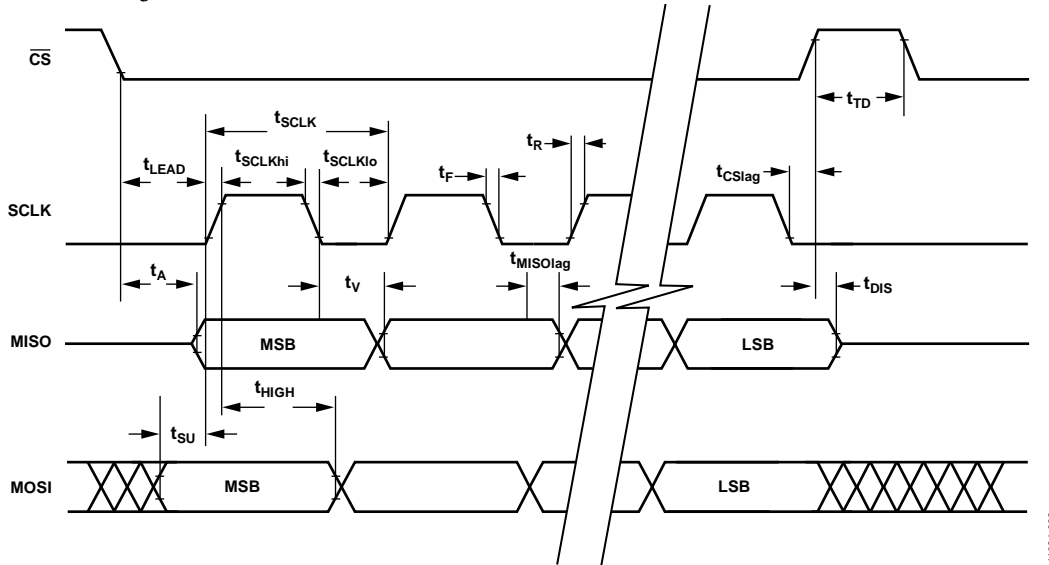 CS
tTD
tSCLK
tR
tLEAD
tSCLKhi
tSCLKlo
tF
tCSlag
SCLK
tMISOlag
tA
tV
tDIS
MISO
MSB
LSB
tHIGH
tSU
MOSI
MSB
LSB